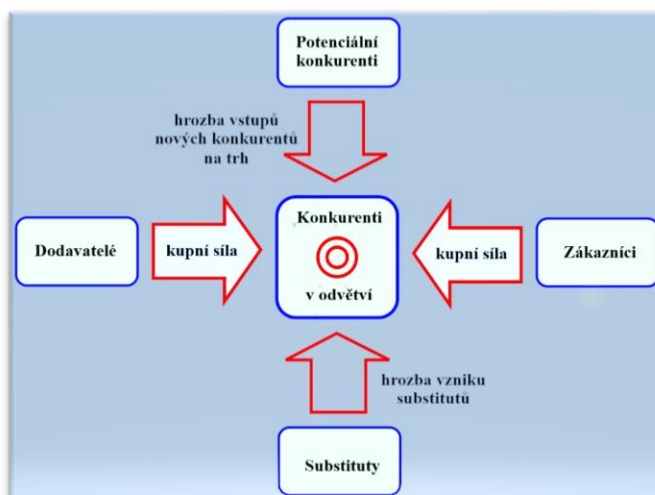 Potenciální
konkurenti
hrozba vstupů
nových konkurentů
na trh
Dodavatelé
kupní síla
Konkurenti
v odvětví
kupní síla
Zákazníci
hrozba vzniku
substitutů
Substituty